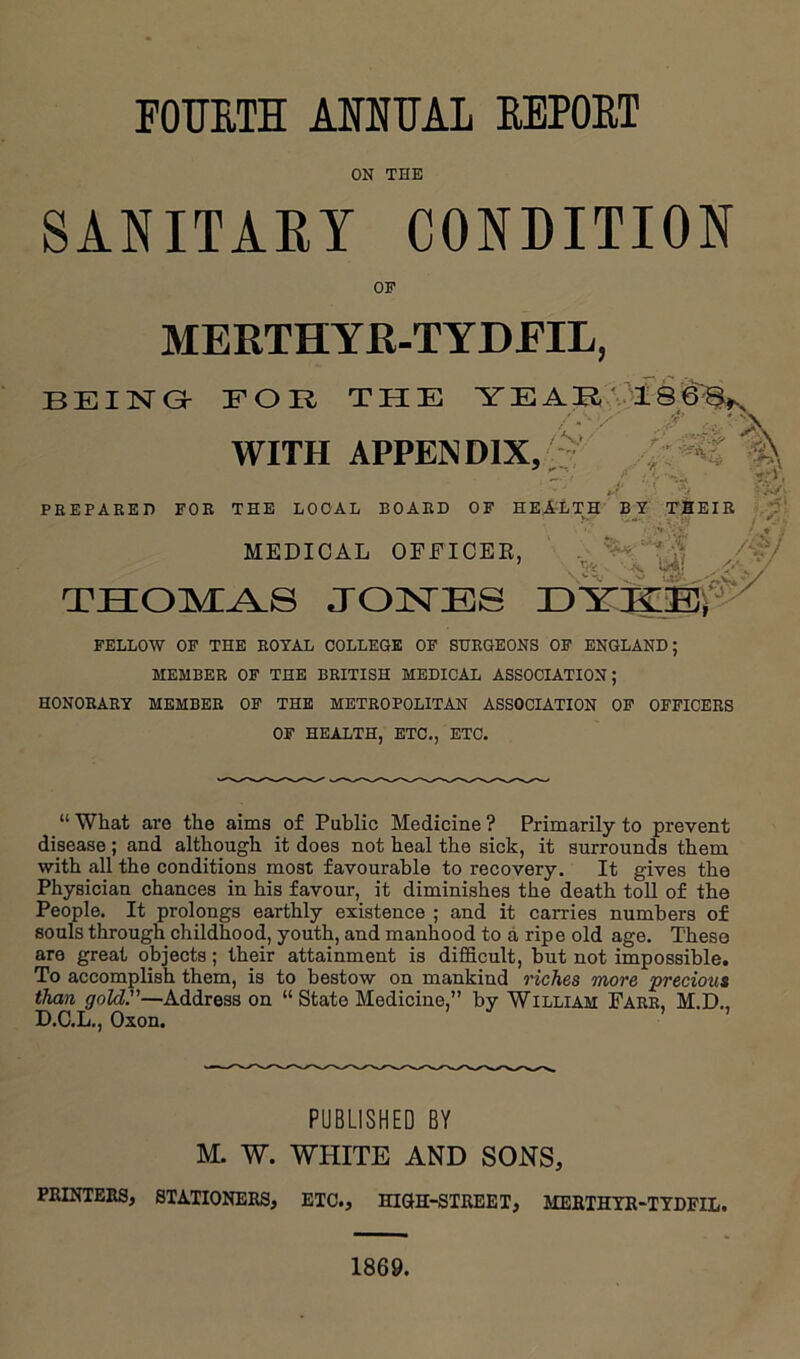 FOURTH ANNUAL REPORT
ON THE
SANITARY CONDITION
OF
MERTHYR-TYDFIL,
BEING FOR THE YEAR 1868,
WITH APPENDIX,
PREPARED FOR THE LOCAL BOARD OF HEALTH BY THEIR
MEDICAL OFFICER,
THOMAS JONES DYKE,
FELLOW OF THE ROYAL COLLEGE OF SURGEONS OF ENGLAND;
MEMBER OF THE BRITISH MEDICAL ASSOCIATION;
HONORARY MEMBER OF THE METROPOLITAN ASSOCIATION OF OFFICERS
OF HEALTH, ETC., ETC.
“What are the aims of Public Medicine? Primarily to prevent
disease; and although it does not heal the sick, it surrounds them
with all the conditions most favourable to recovery. It gives the
Physician chances in his favour, it diminishes the death toll of the
People. It prolongs earthly existence ; and it carries numbers of
souls through childhood, youth, and manhood to a ripe old age. These
are great objects; their attainment is difficult, but not impossible.
To accomplish them, is to bestow on mankind riches more precious
than gold.”—Address on “State Medicine,” by WILLIAM FARR, M.D.,
D.C.L., Oxon.
PUBLISHED BY
M. W. WHITE AND SONS,
PRINTERS, STATIONERS, ETC., HIGH-STREET, MERTHYR-TYDFIL.
1869.